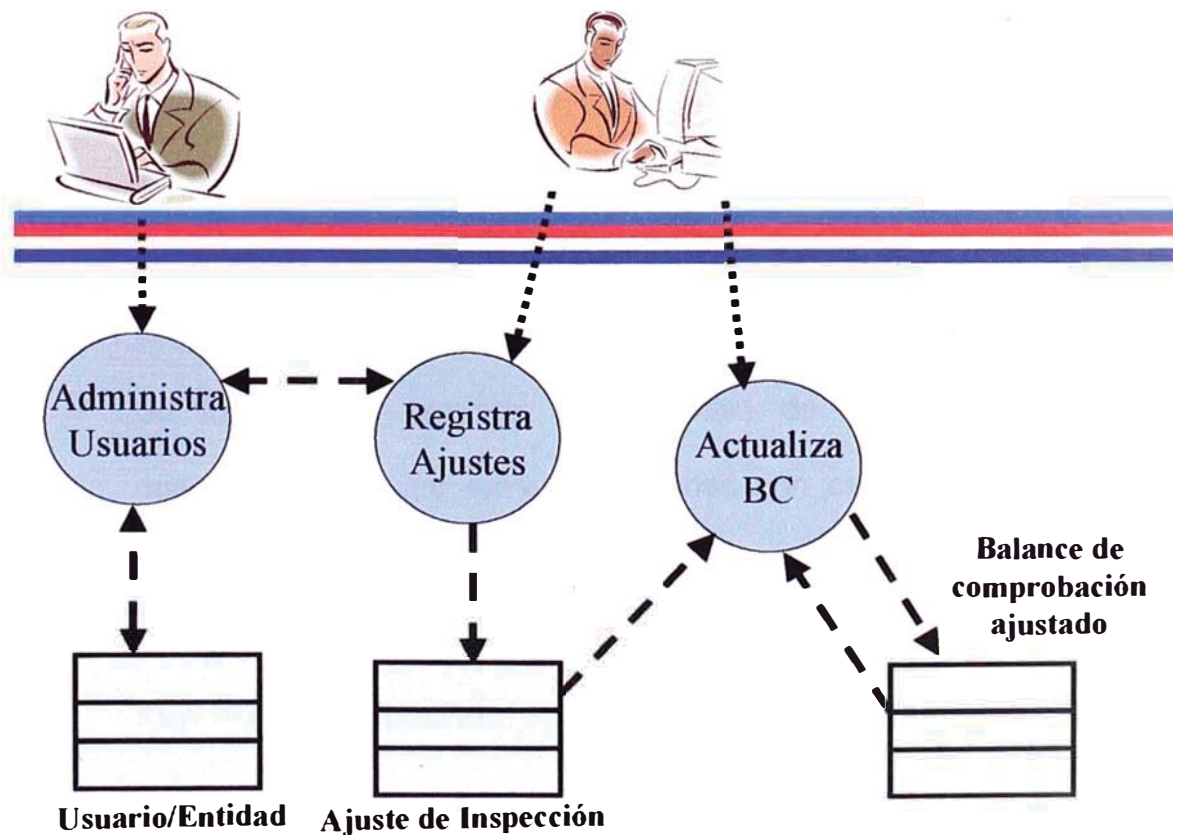 Administra
Usuarios
Registra
Ajustes
Actualiza
BC
Balance de
comprobación
ajustado
Usuario/Entidad
Ajuste de Inspección